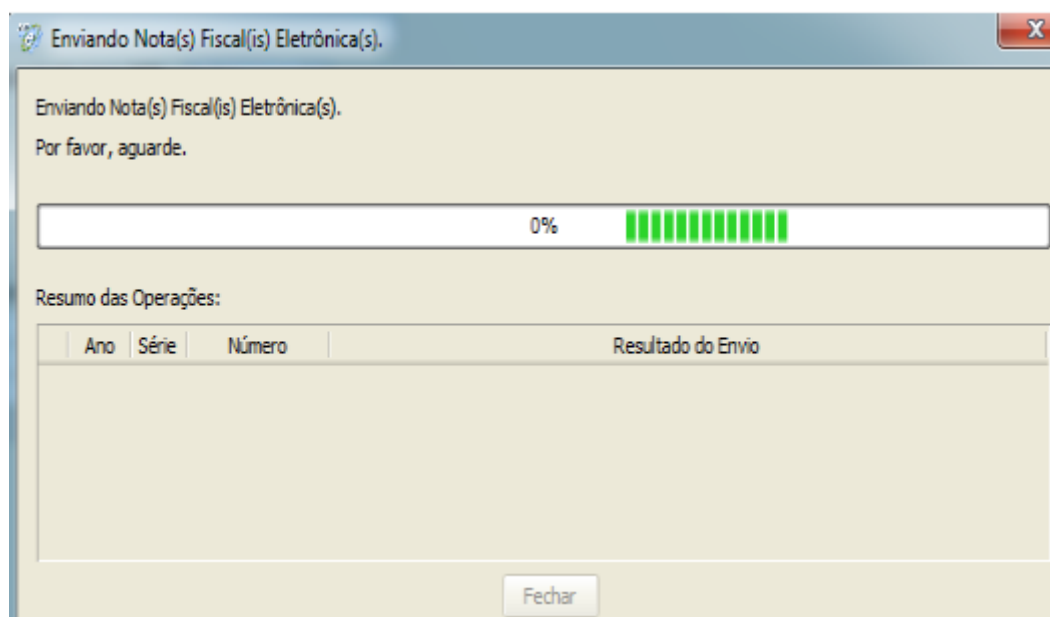 Enviando Nota(s) Fiscal(is) Eletrônica(s).
Enviando Nota(s) Fiscal(is) Eletrônica(s).
Por favor, aguarde.
0%
Resumo das Operações:
Ano Série Número Resultado do Envio
Fechar